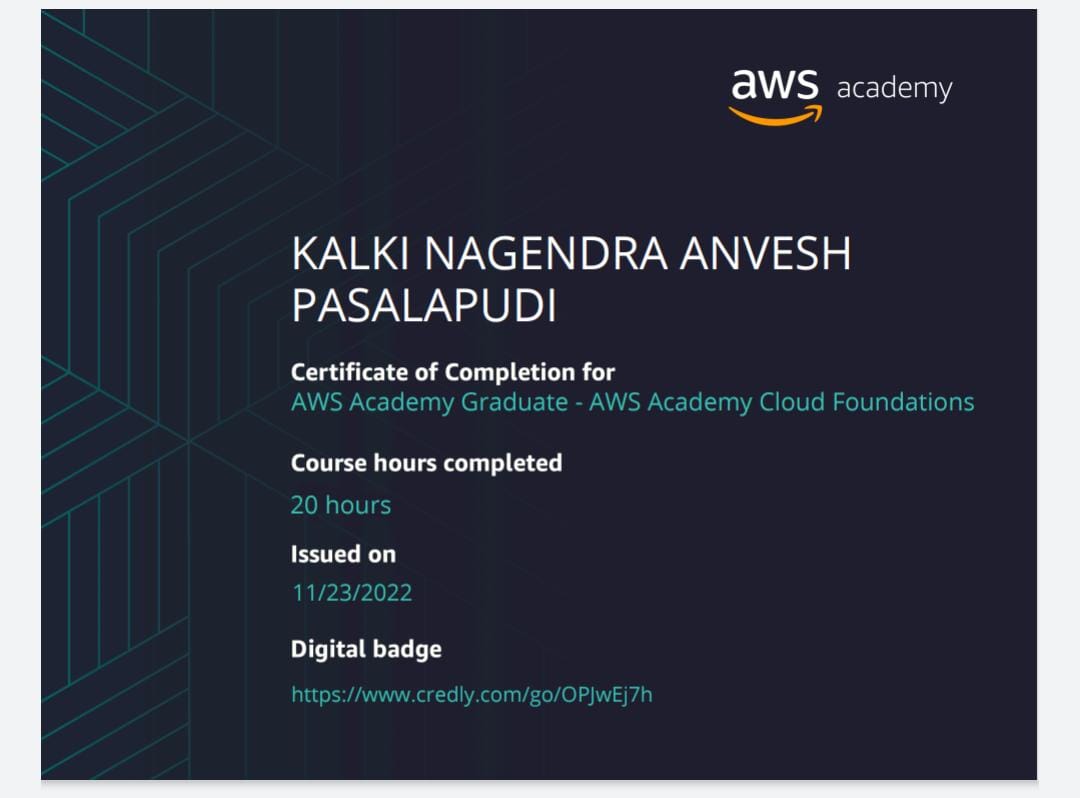 aws academy
KALKI NAGENDRA ANVESH
PASALAPUDI
Certificate of Completion for
AWS Academy Graduate - AWS Academy Cloud Foundations
Course hours completed
20 hours
Issued on
11/23/2022
Digital badge
https://www.credly.com/go/OPJwEj7h